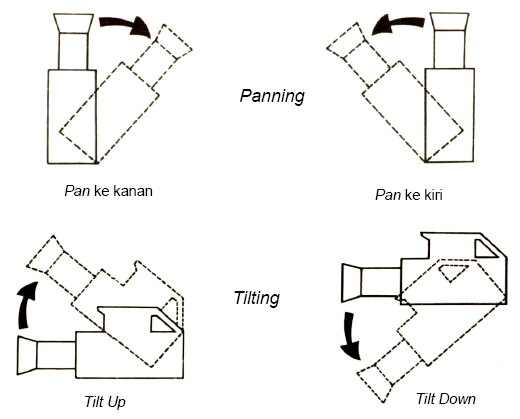 Panning
Pan ke kanan
Pan ke kiri
Tilting
Tilt Up
Tilt Down